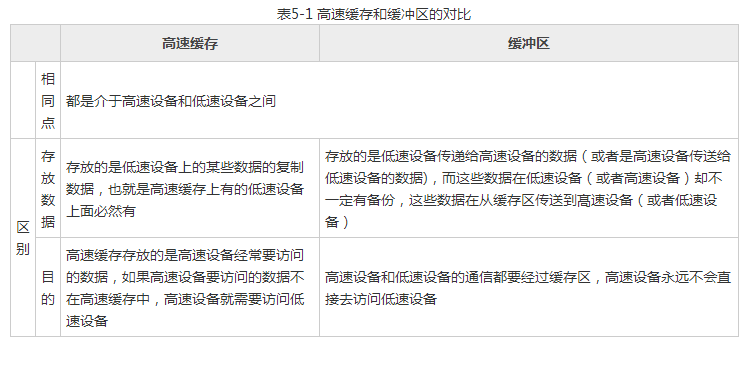 表5-1 高速缓存和缓冲区的对比
高速缓存
缓冲区
相
同
点
都是介于高速设备和低速设备之间
区
别
存
放
数
据
存放的是低速设备上的某些数据的复制
数据，也就是高速缓存上有的低速设备
上面必然有
存放的是低速设备传递给高速设备的数据（或者是高速设备传送给
低速设备的数据)，而这些数据在低速设备（或者高速设备）却不
一定有备份，这些数据在从缓存区传送到高速设备（或者低速设
备）
目
的
高速缓存存放的是高速设备经常要访问
的数据，如果高速设备要访问的数据不
在高速缓存中，高速设备就需要访问低
速设备
高速设备和低速设备的通信都要经过缓存区，高速设备永远不会直
接去访问低速设备